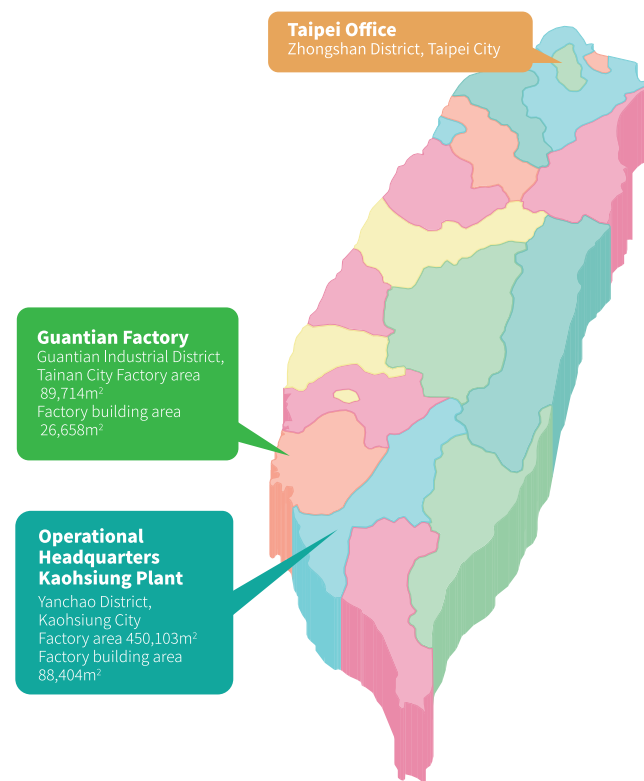 Taipei Office
Zhongshan District, Taipei City
Guantian Factory
Guantian Industrial District,
Tainan City Factory area
89,714m²
Factory building area
26,658m²
Operational
Headquarters
Kaohsiung Plant
Yanchao District,
Kaohsiung City
Factory area 450,103m²
Factory building area
88,404m²